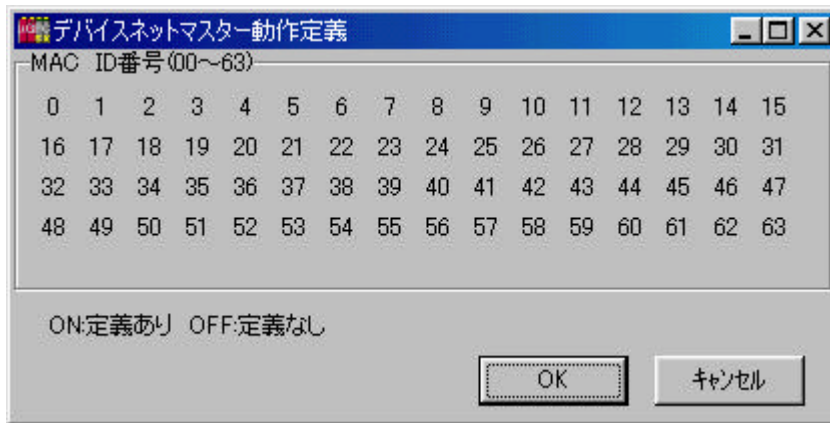 デバイスネットマスター動作定義
MAC ID番号(00～63)
0 1 2 3 4 5 6 7 8 9 10 11 12 13 14 15
16 17 18 19 20 21 22 23 24 25 26 27 28 29 30 31
32 33 34 35 36 37 38 39 40 41 42 43 44 45 46 47
48 49 50 51 52 53 54 55 56 57 58 59 60 61 62 63
ON:定義あり OFF:定義なし
OK キャンセル